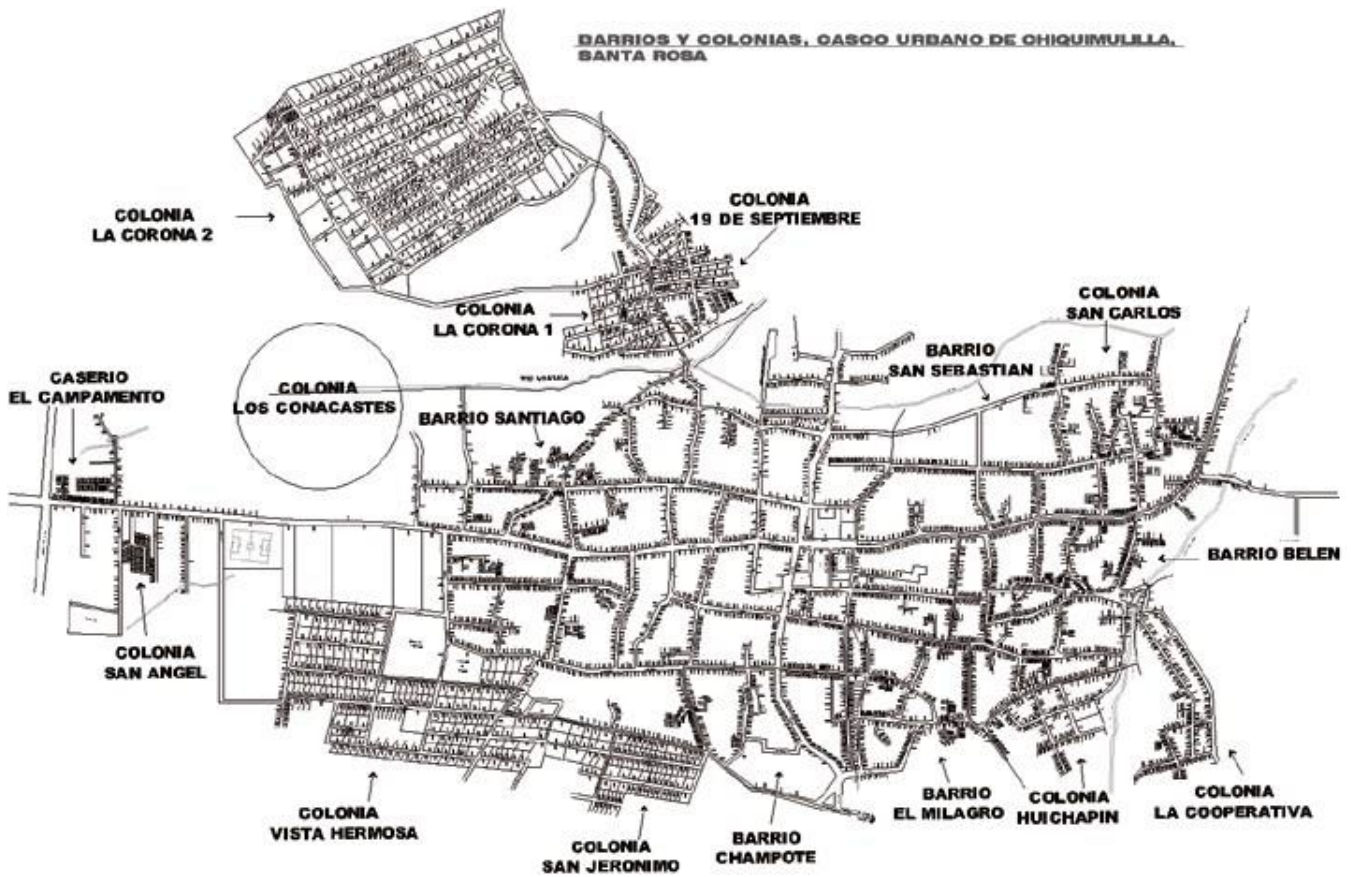 BARRIOS Y COLONIAS, CASCO URBANO DE CHIQUIMULILLA,
SANTA ROSA
COLONIA
LA CORONA 2
COLONIA
19 DE SEPTIEMBRE
COLONIA
LA CORONA 1
COLONIA
SAN CARLOS
BARRIO
SAN SEBASTIAN
CASERIO
EL CAMPAMENTO
COLONIA
LOS CONACASTES
BARRIO SANTIAGO
BARRIO BELEN
COLONIA
SAN ANGEL
COLONIA
VISTA HERMOSA
COLONIA
SAN JERONIMO
BARRIO
CHAMPOTE
BARRIO
EL MILAGRO
COLONIA
HUICHAPIN
COLONIA
LA COOPERATIVA